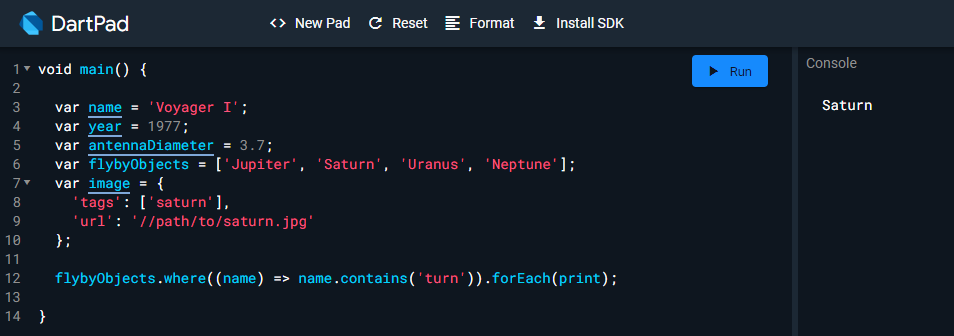 DartPad
<> New Pad Reset Format Install SDK
Run
Console
1 void main() {
2
3 var name = 'Voyager I';
4 var year = 1977;
5 var antennaDiameter = 3.7;
6 var flybyObjects = ['Jupiter', 'Saturn', 'Uranus', 'Neptune'];
7 var image = {
8 'tags': ['saturn'],
9 'url': '//path/to/saturn.jpg'
10 };
11
12 flybyObjects.where((name) => name.contains('turn')).forEach(print);
13
14 }
Saturn